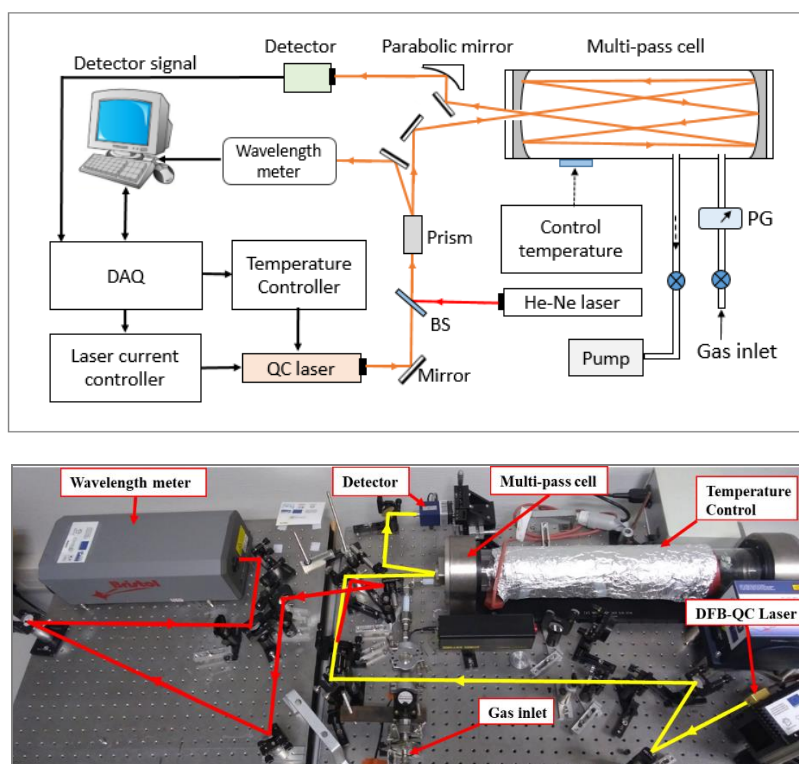 Detector
Parabolic mirror
Multi-pass cell
Detector signal
Wavelength
meter
Prism
Control
temperature
PG
DAQ
Temperature
Controller
BS
He-Ne laser
Laser current
controller
QC laser
Mirror
Pump
Gas inlet
Wavelength meter
Detector
Multi-pass cell
Temperature
Control
Bristol
DFB-QC Laser
Gas inlet